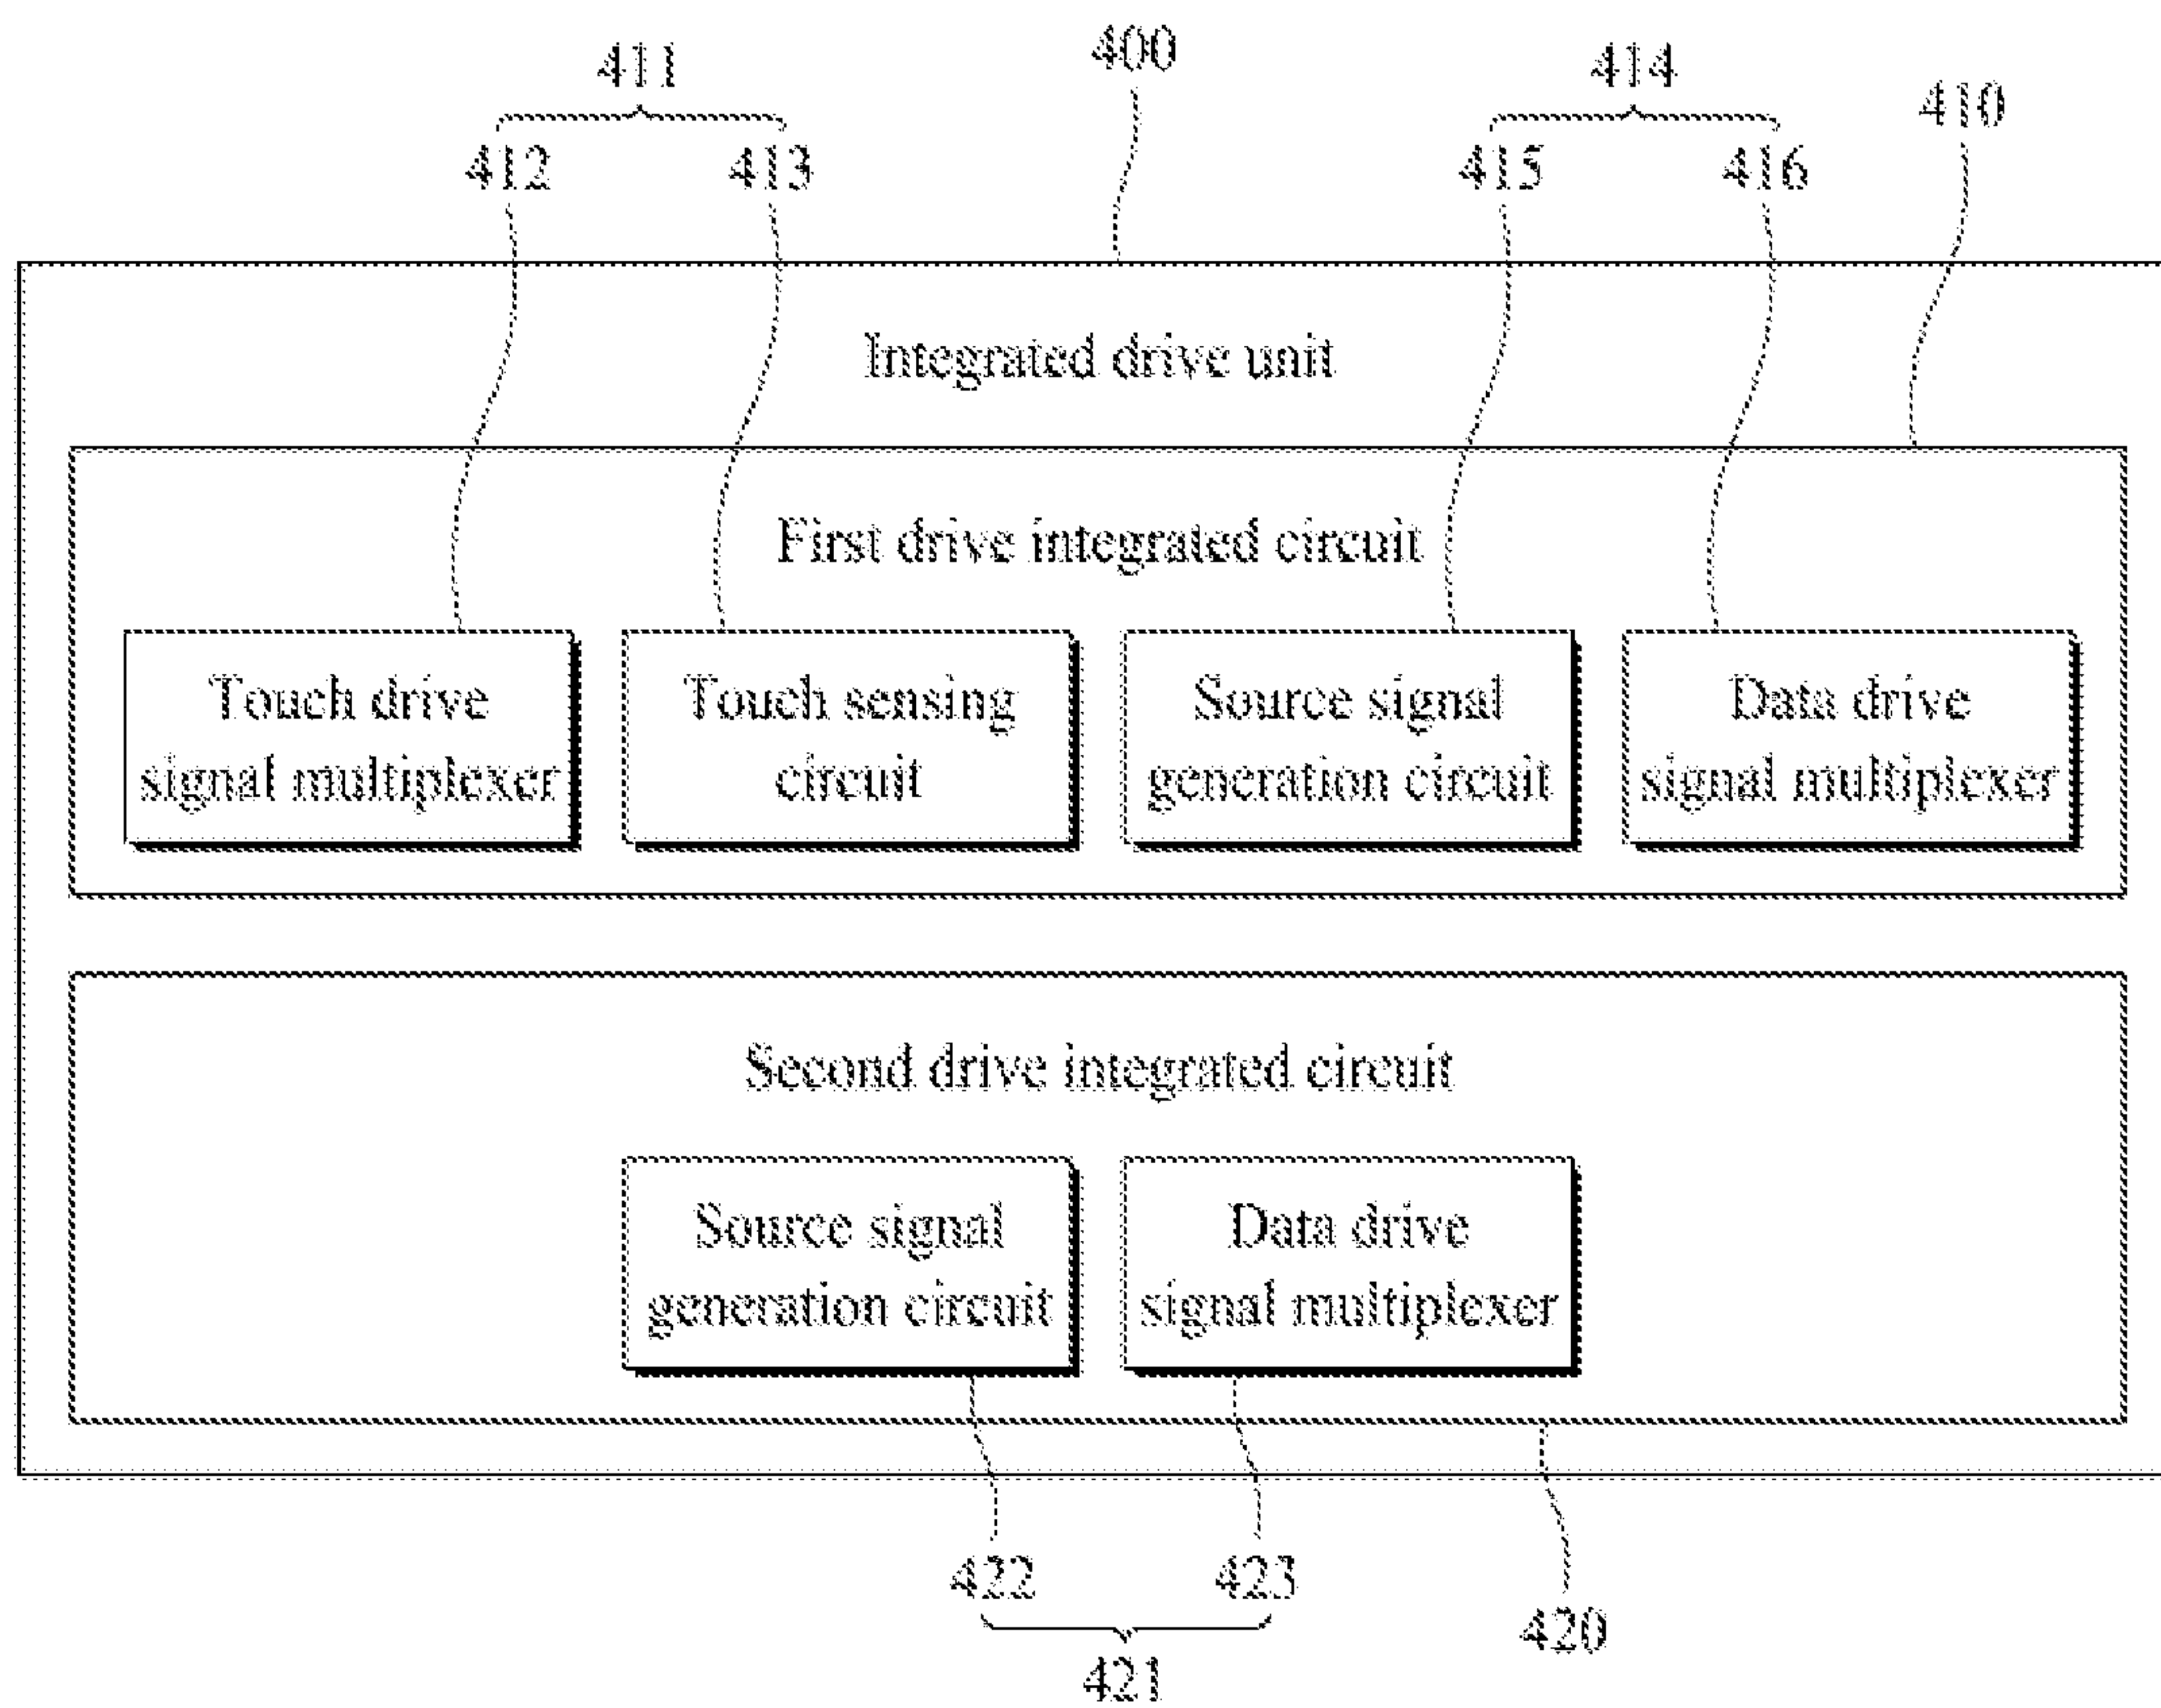 400
411
414
410
412
413
415
416
Integrated drive unit
First drive integrated circuit
Touch drive
signal multiplexer
Touch sensing
circuit
Source signal
generation circuit
Data drive
signal multiplexer
Second drive integrated circuit
Source signal
generation circuit
Data drive
signal multiplexer
422
423
420
421